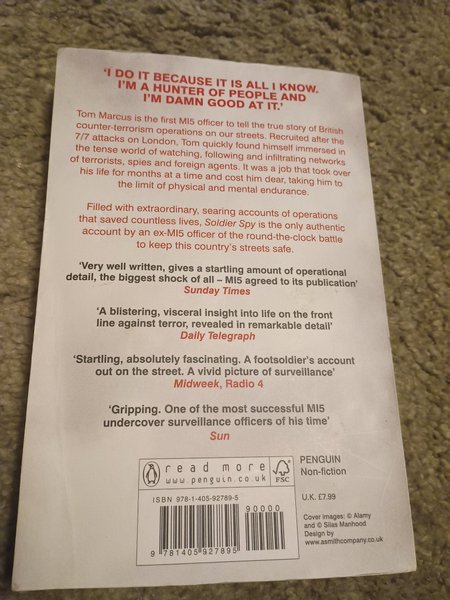 ‘I DO IT BECAUSE IT IS ALL I KNOW.
I’M A HUNTER OF PEOPLE AND
I’M DAMN GOOD AT IT.’
Tom Marcus is the first MI5 officer to tell the true story of British
counter-terrorism operations on our streets. Recruited after the
7/7 attacks on London, Tom quickly found himself immersed in
the tense world of watching, following and infiltrating networks
of terrorists, spies and foreign agents. It was a job that took over
his life for months at a time and cost him dear, taking him to
the limit of physical and mental endurance.
Filled with extraordinary, searing accounts of operations
that saved countless lives, Soldier Spy is the only authentic
account by an ex-MI5 officer of the round-the-clock battle
to keep this country’s streets safe.
‘Very well written, gives a startling amount of operational
detail, the biggest shock of all – MI5 agreed to its publication’
Sunday Times
‘A blistering, visceral insight into life on the front
line against terror, revealed in remarkable detail’
Daily Telegraph
‘Startling, absolutely fascinating. A footsoldier’s account
out on the street. A vivid picture of surveillance’
Midweek, Radio 4
‘Gripping. One of the most successful MI5
undercover surveillance officers of his time’
Sun
read more
www.penguin.co.uk
FSC
ISBN 978-1-405-92789-5
90000
9 781405 927895
PENGUIN
Non-fiction
U.K. £7.99
Cover images: © Alamy
and © Silas Manhood
Design by
www.asmithcompany.co.uk